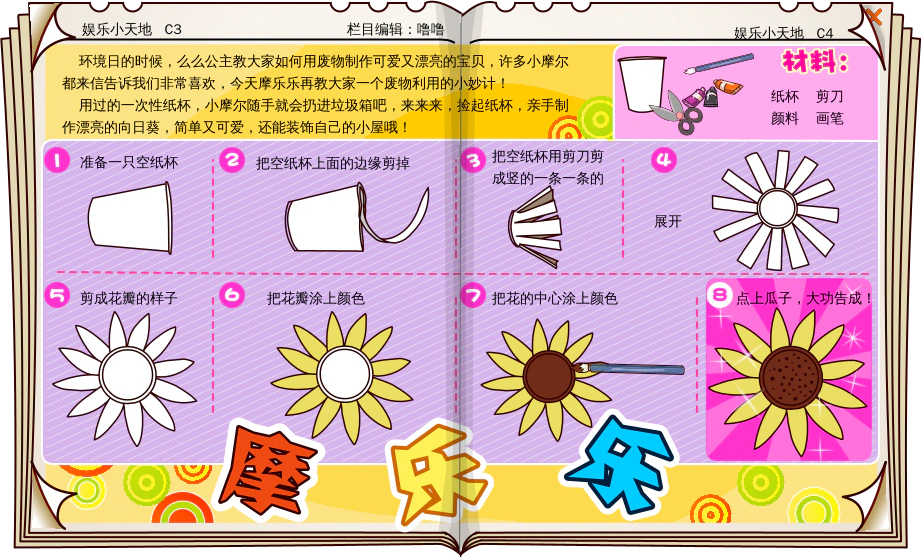 娱乐小天地 C3
栏目编辑：噜噜
娱乐小天地 C4
环境日的时候，么么公主教大家如何用废物制作可爱又漂亮的宝贝，许多小摩尔
都来信告诉我们非常喜欢，今天摩乐乐再教大家一个废物利用的小妙计！
用过的一次性纸杯，小摩尔随手就会扔进垃圾箱吧，来来来，捡起纸杯，亲手制
作漂亮的向日葵，简单又可爱，还能装饰自己的小屋哦！
材料：
纸杯 剪刀
颜料 画笔
1 准备一只空纸杯
2 把空纸杯上面的边缘剪掉
3 把空纸杯用剪刀剪
成竖的一条一条的
4
展开
5 剪成花瓣的样子
6 把花瓣涂上颜色
7 把花的中心涂上颜色
8 点上瓜子，大功告成！
摩乐乐